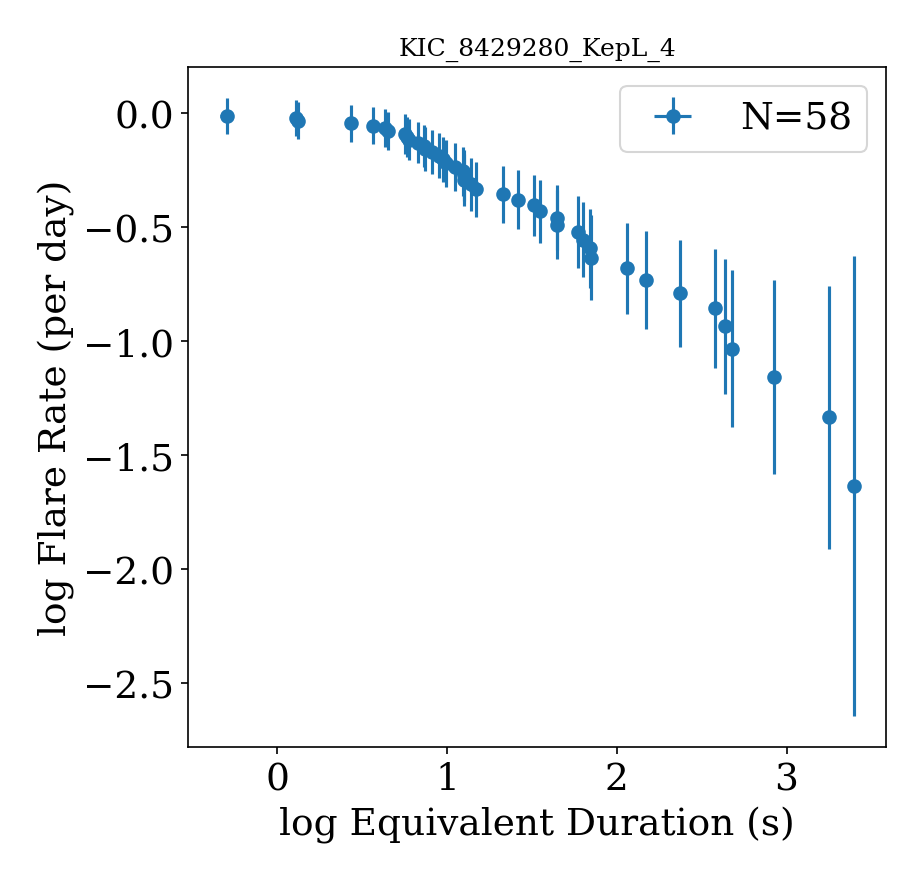 KIC_8429280_KepL_4
N=58
log Flare Rate (per day)
0.0
−0.5
−1.0
−1.5
−2.0
−2.5
0 1 2 3
log Equivalent Duration (s)